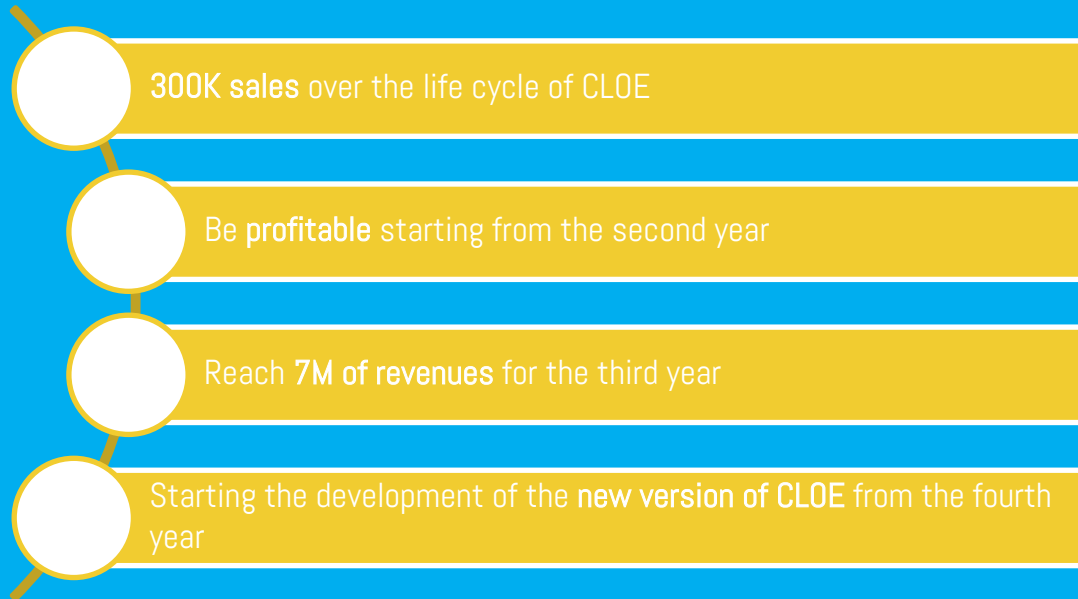 300K sales over the life cycle of CLOE
Be profitable starting from the second year
Reach 7M of revenues for the third year
Starting the development of the new version of CLOE from the fourth
year